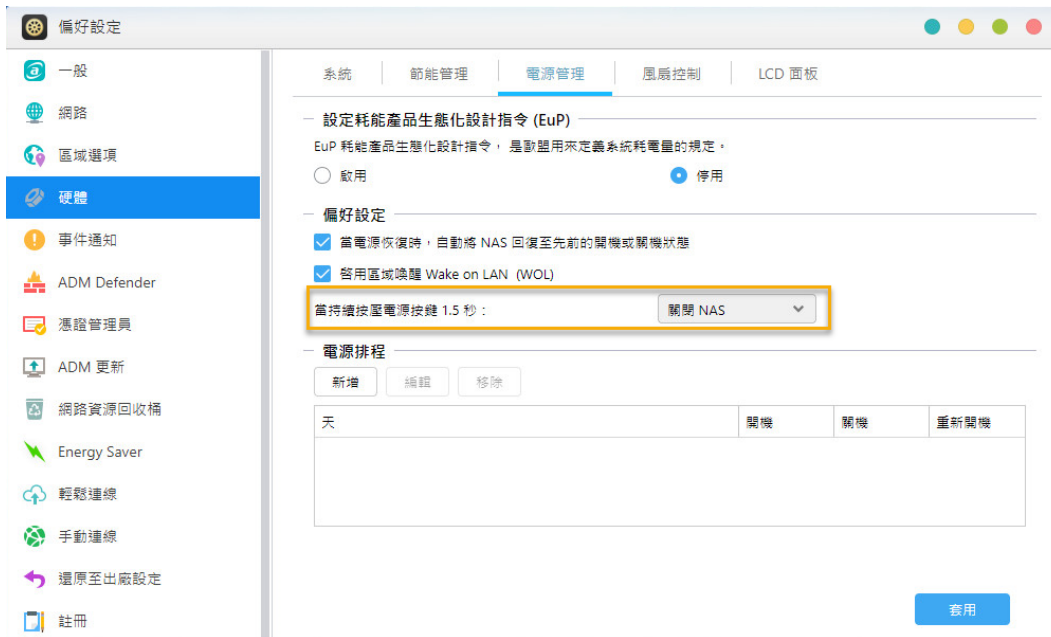 偏好設定
一般
網路
區域選項
硬體
事件通知
ADM Defender
憑證管理員
ADM 更新
網路資源回收桶
Energy Saver
輕鬆連線
手動連線
還原至出廠設定
註冊
系統 節能管理 電源管理 風扇控制 LCD 面板
設定耗能產品生態化設計指令 (EuP)
EuP 耗能產品生態化設計指令， 是歐盟用來定義系統耗電量的規定。
啟用 停用
偏好設定
當電源恢復時，自動將 NAS 回復至先前的開機或關機狀態
啓用區域喚醒 Wake on LAN (WOL)
當持續按壓電源按鍵 1.5 秒： 關閉 NAS
電源排程
新增 編輯 移除
天 開機 關機 重新開機
套用